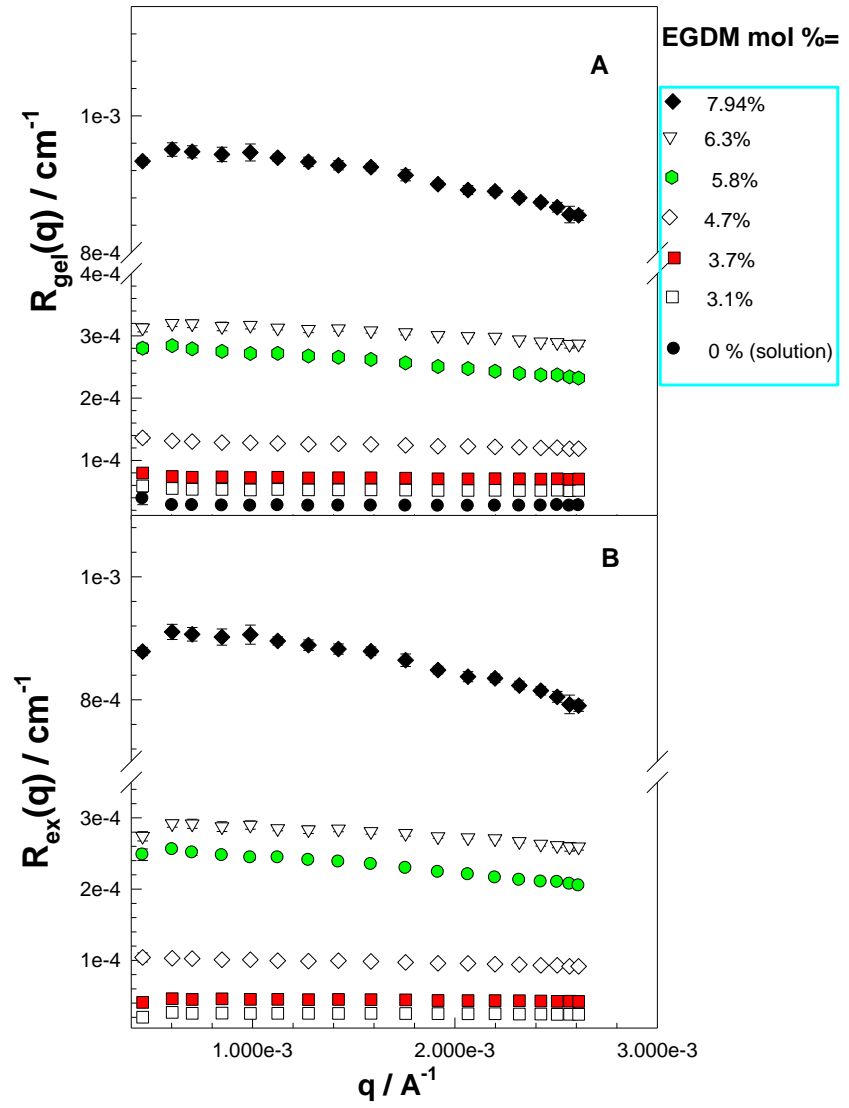 EGDM mol %=
A
7.94%
6.3%
5.8%
4.7%
3.7%
3.1%
0 % (solution)
R_gel(q) / cm^-1
1e-3
8e-4
4e-4
3e-4
2e-4
1e-4
B
R_ex(q) / cm^-1
1e-3
8e-4
3e-4
2e-4
1e-4
1.000e-3 2.000e-3 3.000e-3
q / A^-1